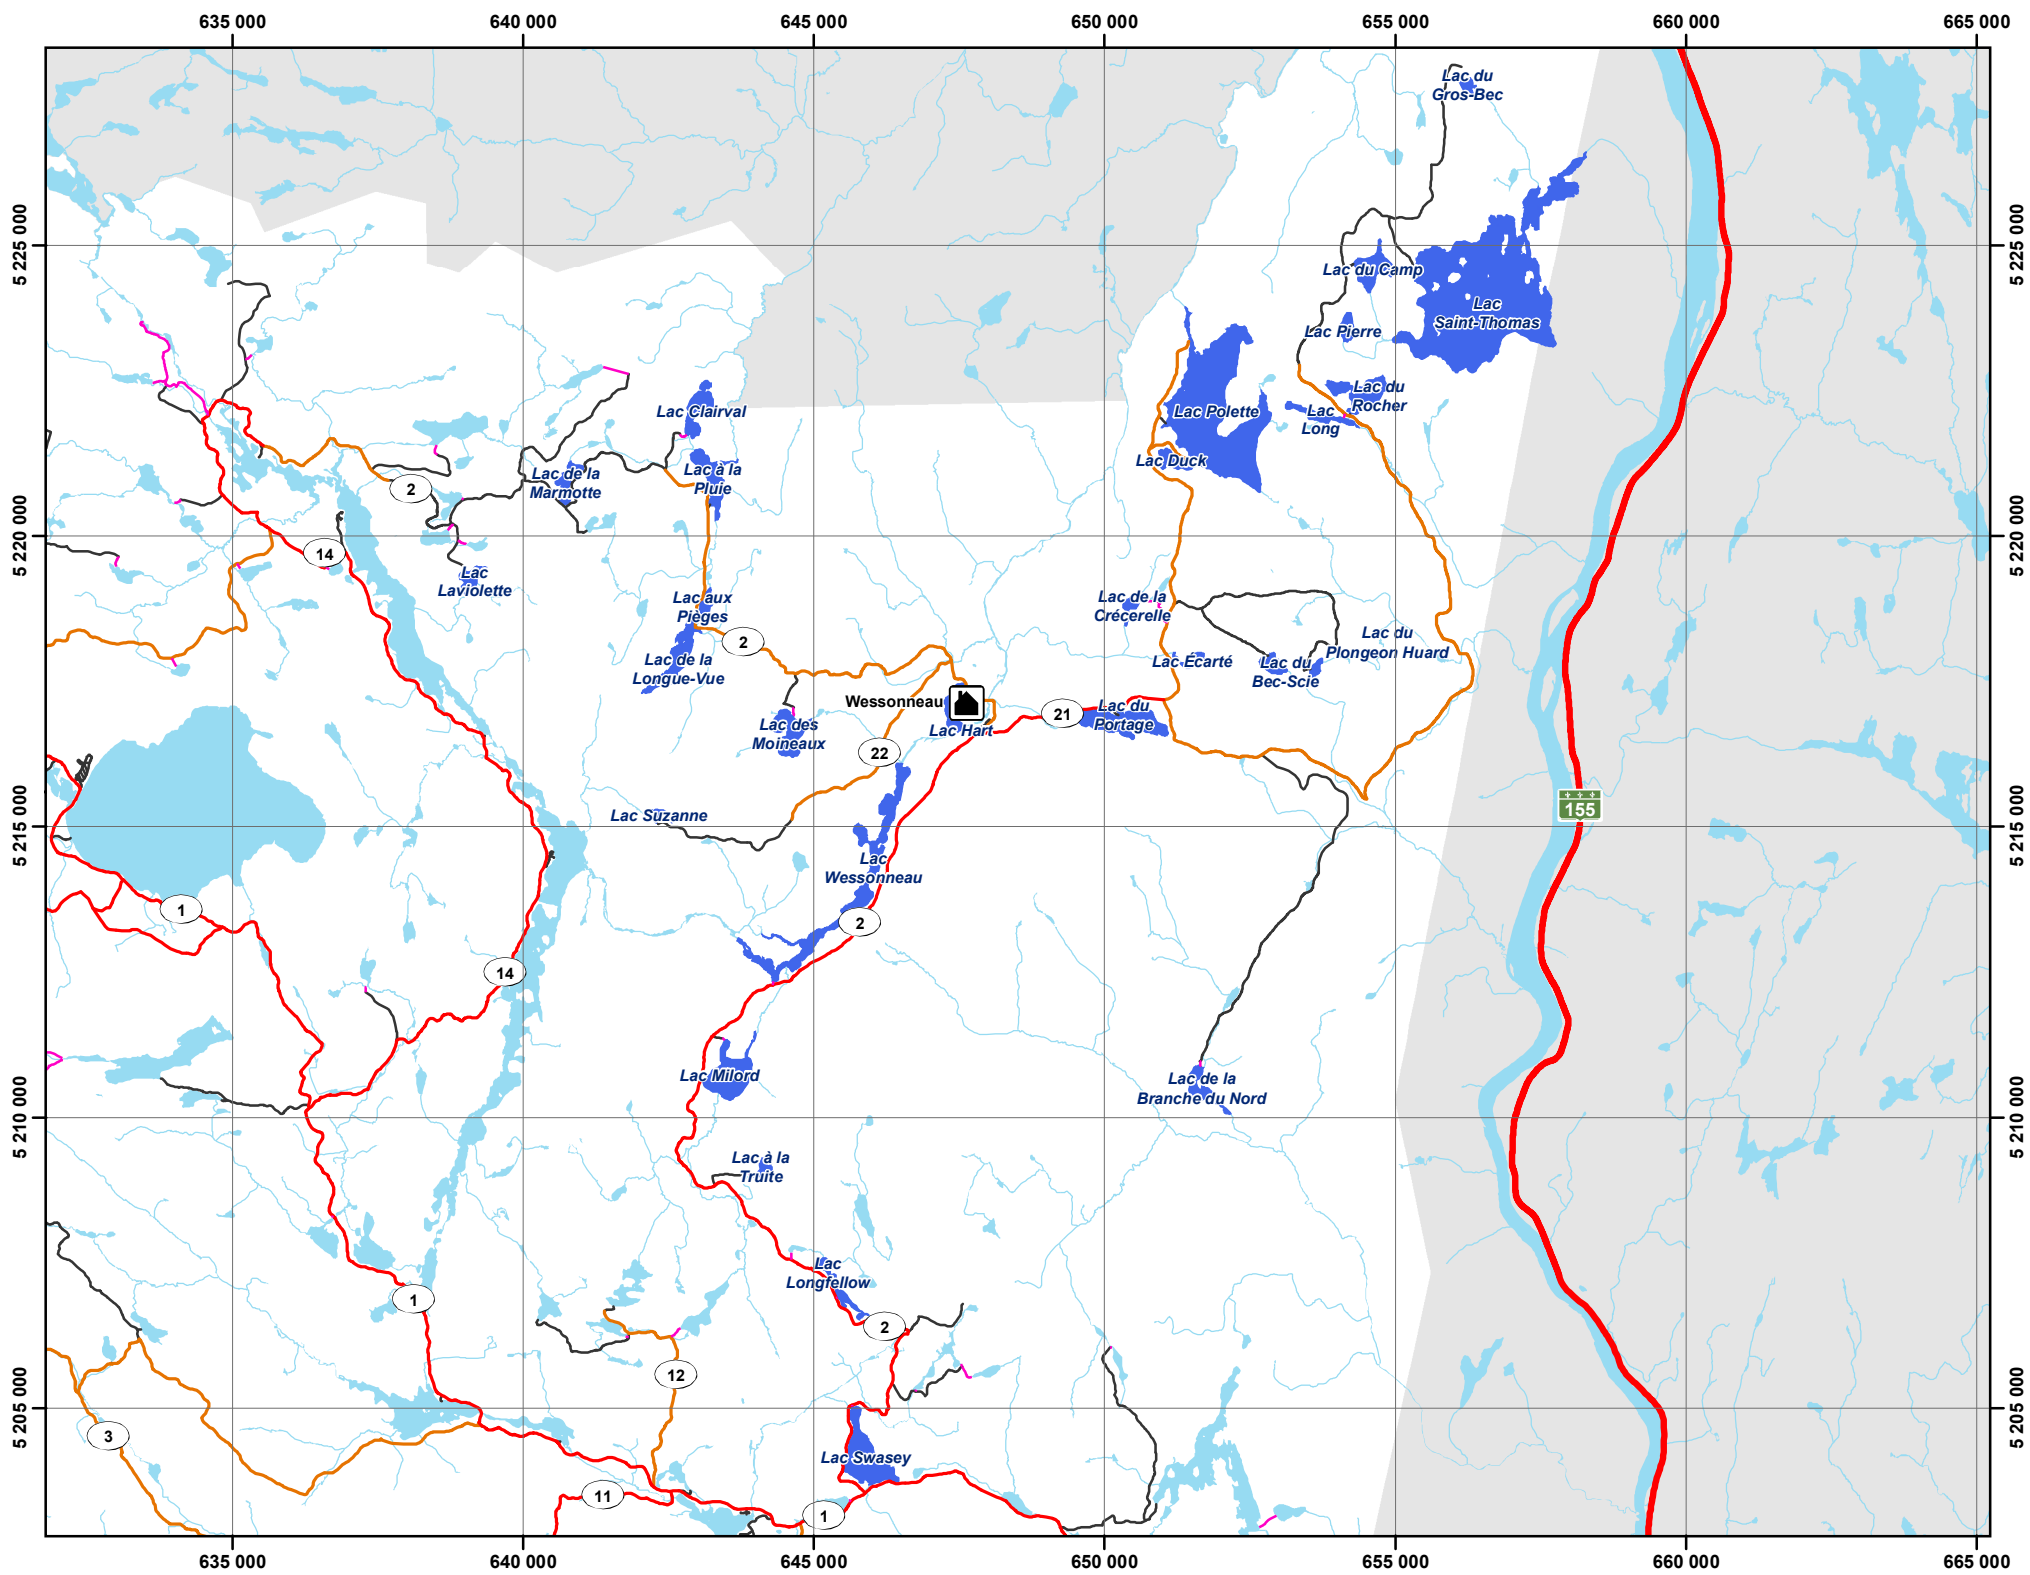 635 000
640 000
645 000
650 000
655 000
660 000
665 000
Lac du
Gros-Bec
5 225 000
5 225 000
Lac du Camp
Lac
Saint-Thomas
Lac Pierre
Lac du
Rocher
Lac
Long
Lac Polette
Lac Clairval
Lac Duck
Lac à la
Pluie
Lac de la
Marmotte
2
5 220 000
14
5 220 000
Lac
Laviolette
Lac aux
Pièges
Lac de la
Crécerelle
2
Lac du
Plongeon Huard
Lac de la
Longue-Vue
Lac Écarté
Lac du
Bec-Scie
Wessonneau
Lac Hart
21
Lac du
Portage
Lac des
Moineaux
22
5 215 000
Lac Suzanne
155
5 215 000
Lac
Wessonneau
1
2
14
Lac Milord
Lac de la
Branche du Nord
5 210 000
5 210 000
Lac à la
Truite
Lac
Longfellow
1
2
12
5 205 000
5 205 000
3
Lac Swasey
11
1
635 000
640 000
645 000
650 000
655 000
660 000
665 000